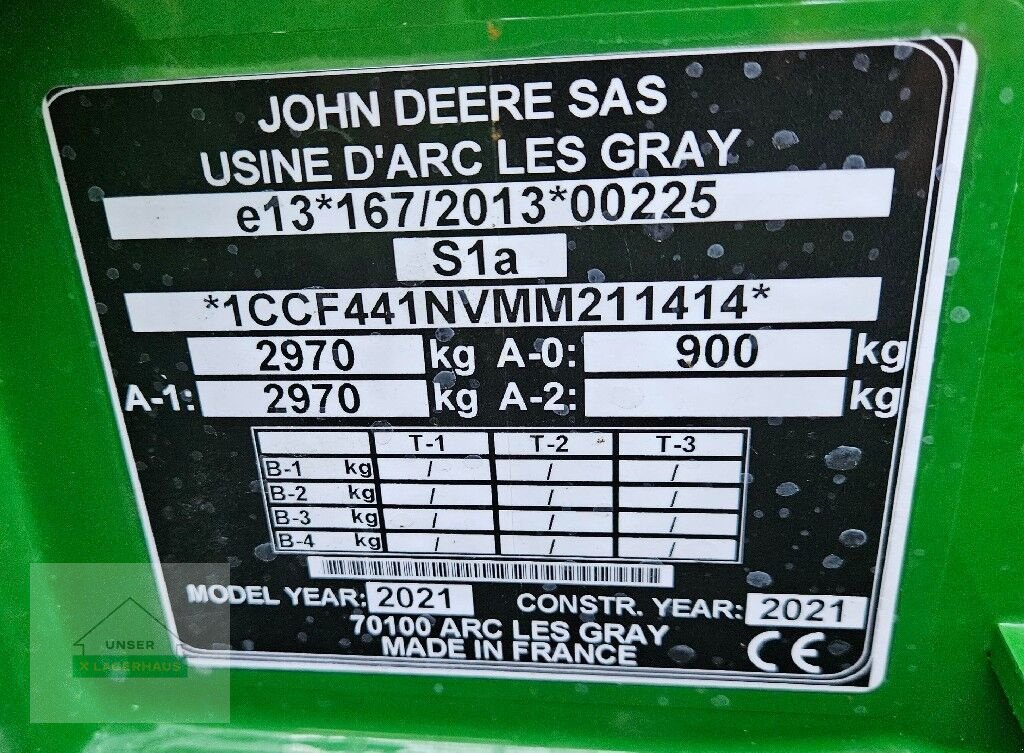 JOHN DEERE SAS
USINE D'ARC LES GRAY
e13*167/2013*00225
S1a
*1CCF441NVMM211414*
2970 kg A-0: 900 kg
A-1: 2970 kg A-2: kg
T-1 T-2 T-3
B-1 kg / / /
B-2 kg / / /
B-3 kg / / /
B-4 kg / / /
MODEL YEAR: 2021 CONSTR. YEAR: 2021
70100 ARC LES GRAY
MADE IN FRANCE
CE
UNSER
X LAGERHAUS